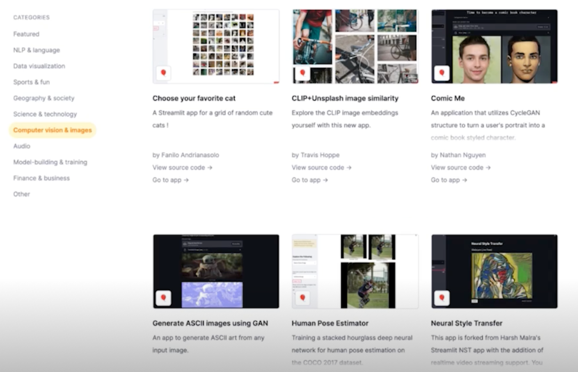 CATEGORIES
Featured
NLP & language
Data visualization
Sports & fun
Geography & society
Science & technology
Computer vision & images
Audio
Model-building & training
Finance & business
Other
Choose your favorite cat
A Streamlit app for a grid of random cute
cats !
by Fanilo Andrianasolo
View source code →
Go to app →
CLIP+Unsplash image similarity
Explore the CLIP image embeddings
yourself with this new app.
by Travis Hoppe
View source code →
Go to app →
Time to become a comic book character
Comic Me
An application that utilizes CycleGAN
structure to turn a user's portrait into a
comic book styled character.
by Nathan Nguyen
View source code →
Go to app →
Generate ASCII images using GAN
An app to generate ASCII art from any
input image.
Human Pose Estimator
Training a stacked hourglass deep neural
network for human pose estimation on
the COCO 2017 dataset.
Neural Style Transfer
Neural Style Transfer
This app is forked from Harsh Malra's
Streamlit NST app with the addition of
realtime video streaming support. You